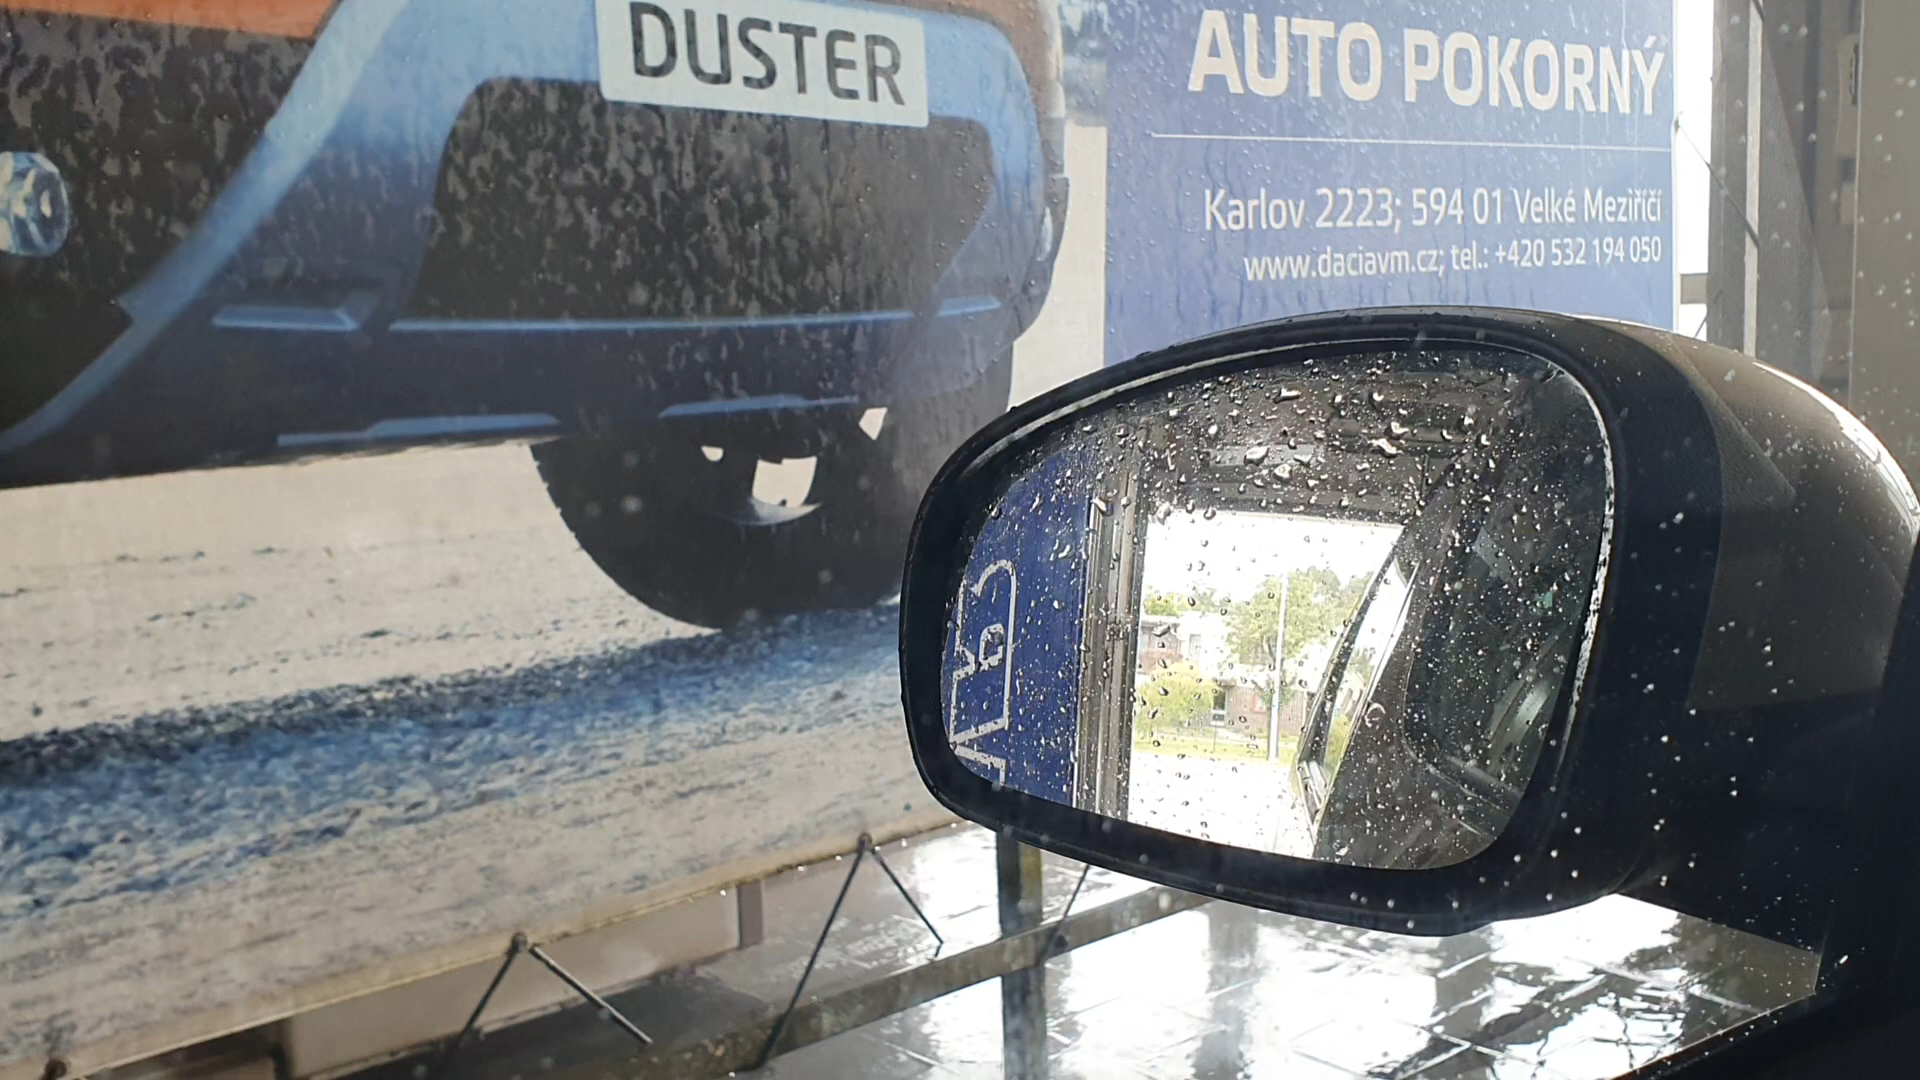 DUSTER
AUTO POKORNÝ
Karlov 2223; 594 01 Velké Meziříčí
www.daciavm.cz; tel.: +420 532 194 050